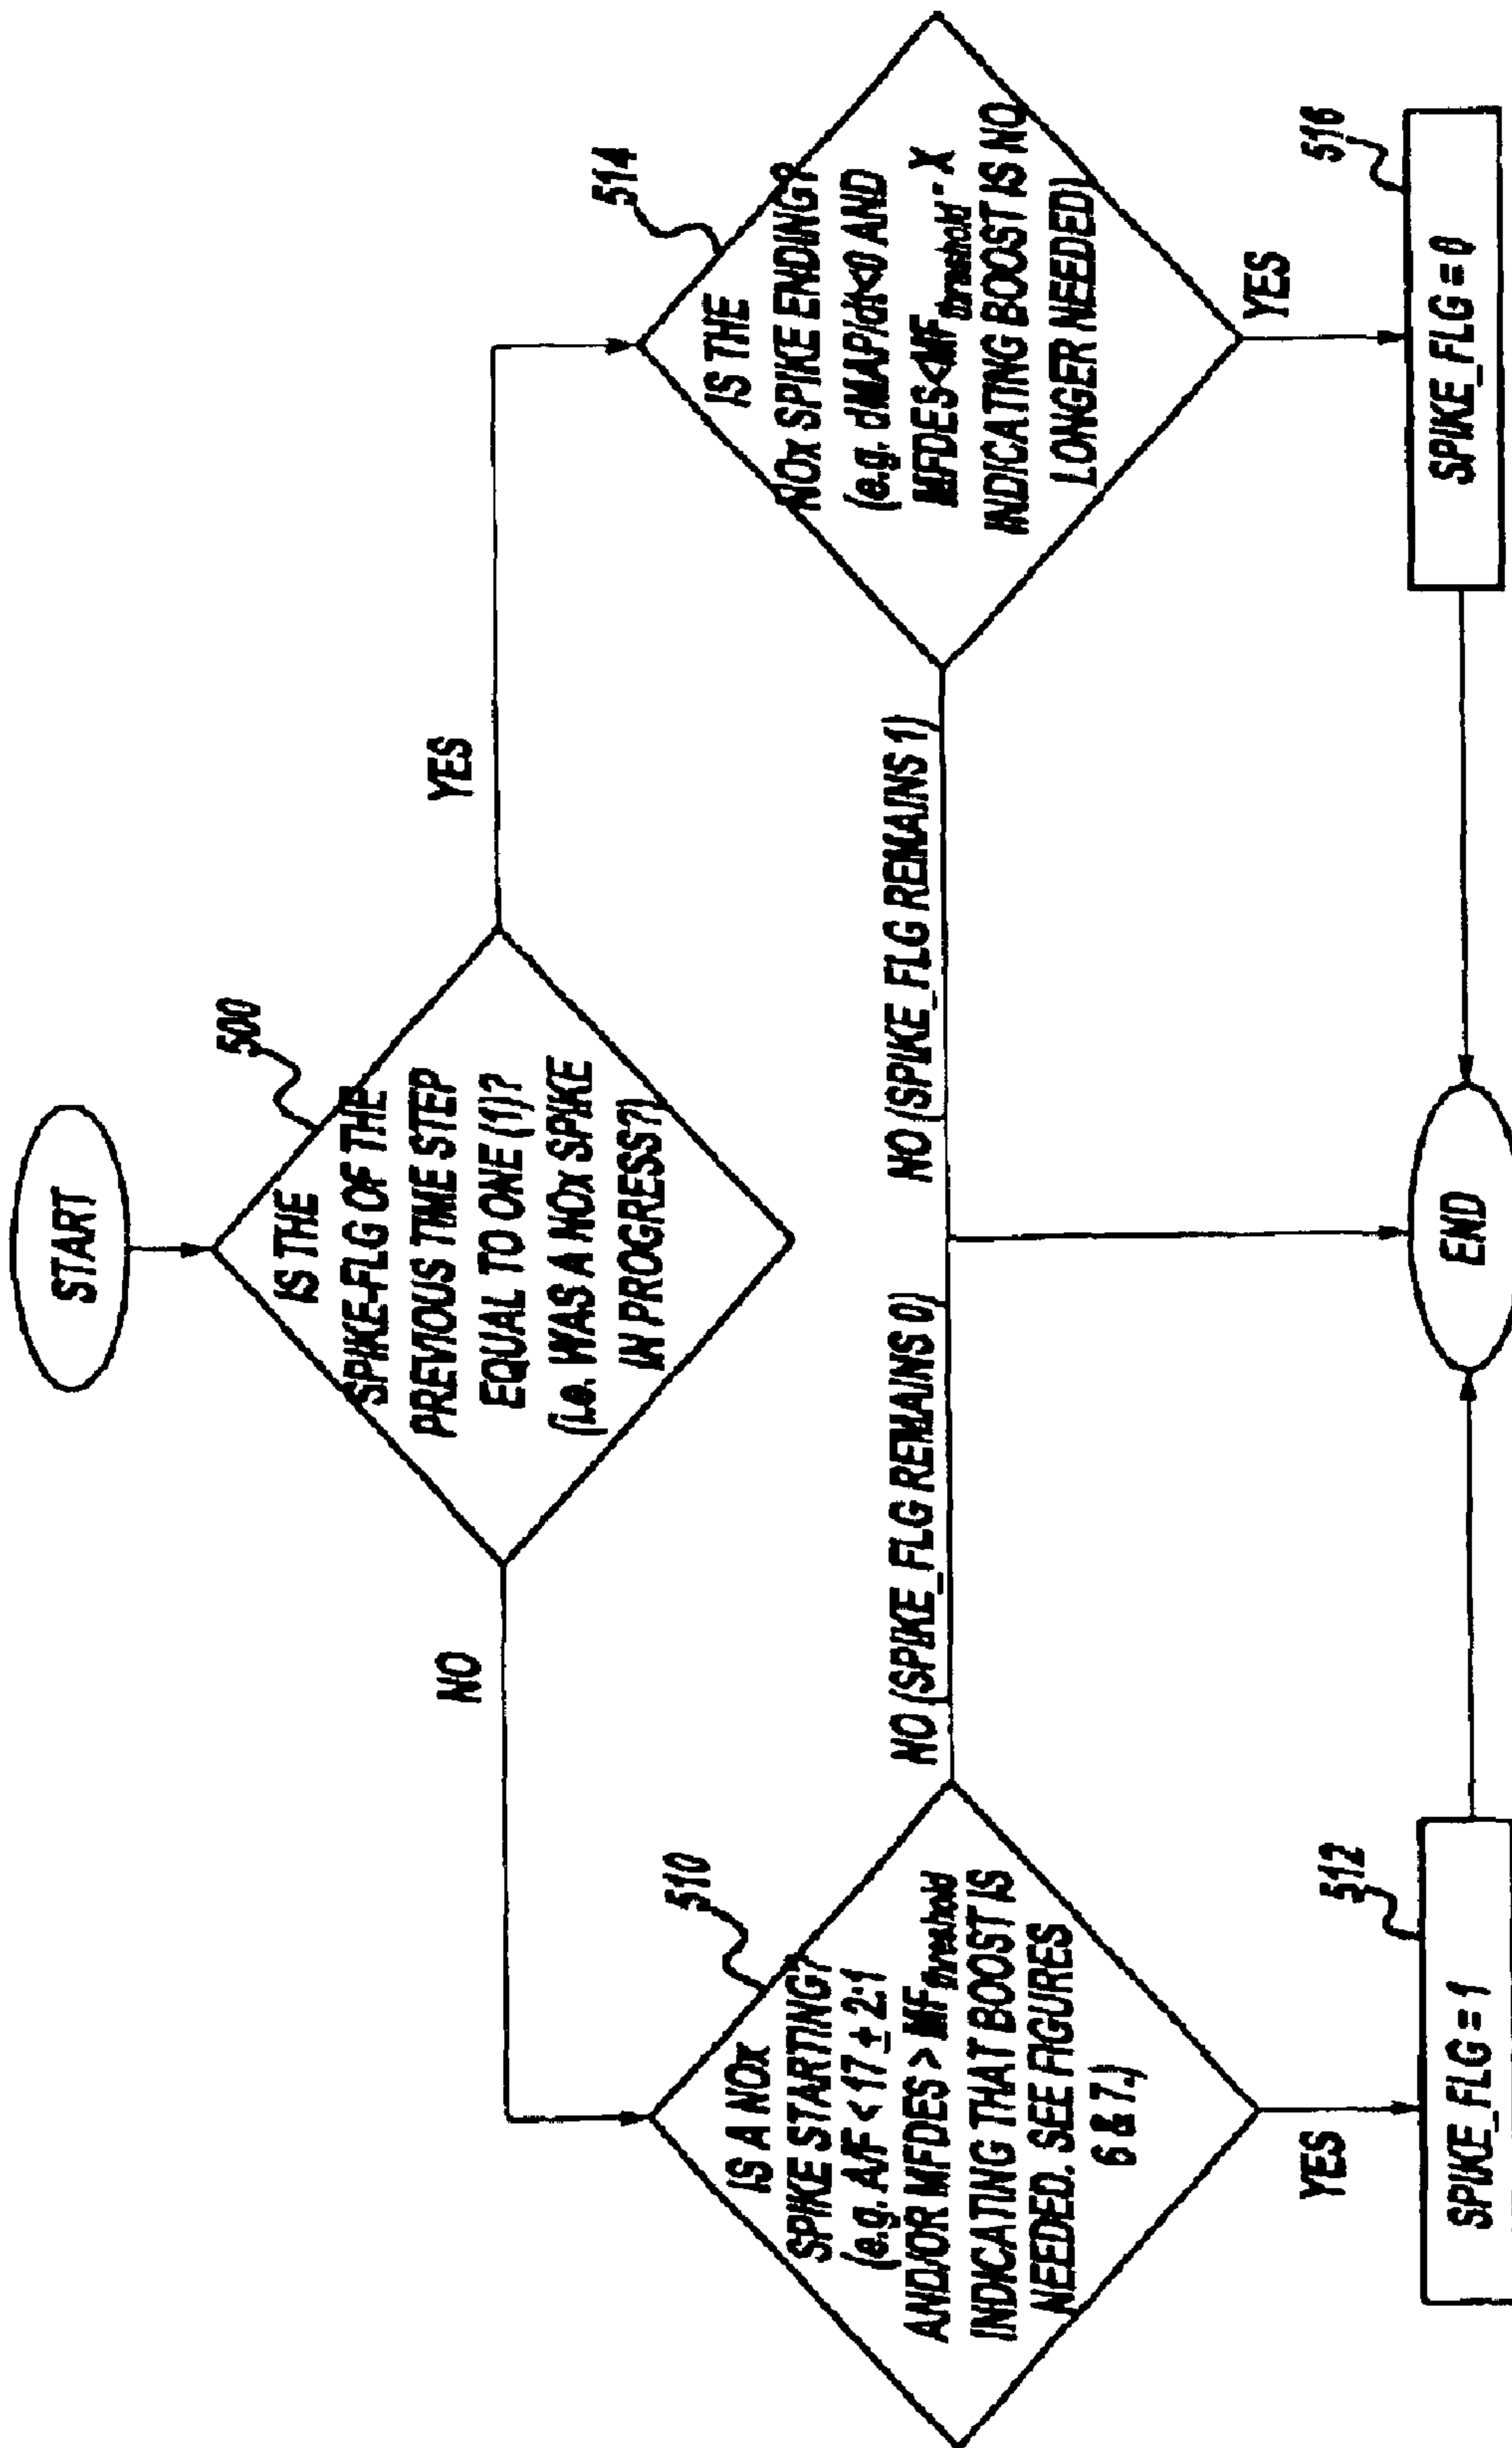 START
500
IS THE
SPIKE-FLG OF THE
PREVIOUS TIME STEP
EQUAL TO ONE (1)?
(i.e. WAS A NOx SPIKE
IN PROGRESS?)
NO
YES
510
IS A NOX
SPIKE STARTING?
(e.g. A/F < 17 ± 2:1
AND/OR MFDES > MFthreshold
INDICATING THAT BOOST IS
NEEDED. SEE FIGURES
6 & 7.)
514
IS THE
NOx SPIKE ENDING?
(e.g. dMAP/dt<0 AND
MFDES<MFthreshold - X
INDICATING BOOST IS NO
LONGER NEEDED)
NO (SPIKE_FLG REMAINS 0)
NO (SPIKE_FLG REMAINS 1)
YES
YES
512
SPIKE_FLG = 1
END
516
SPIKE_FLG = 0